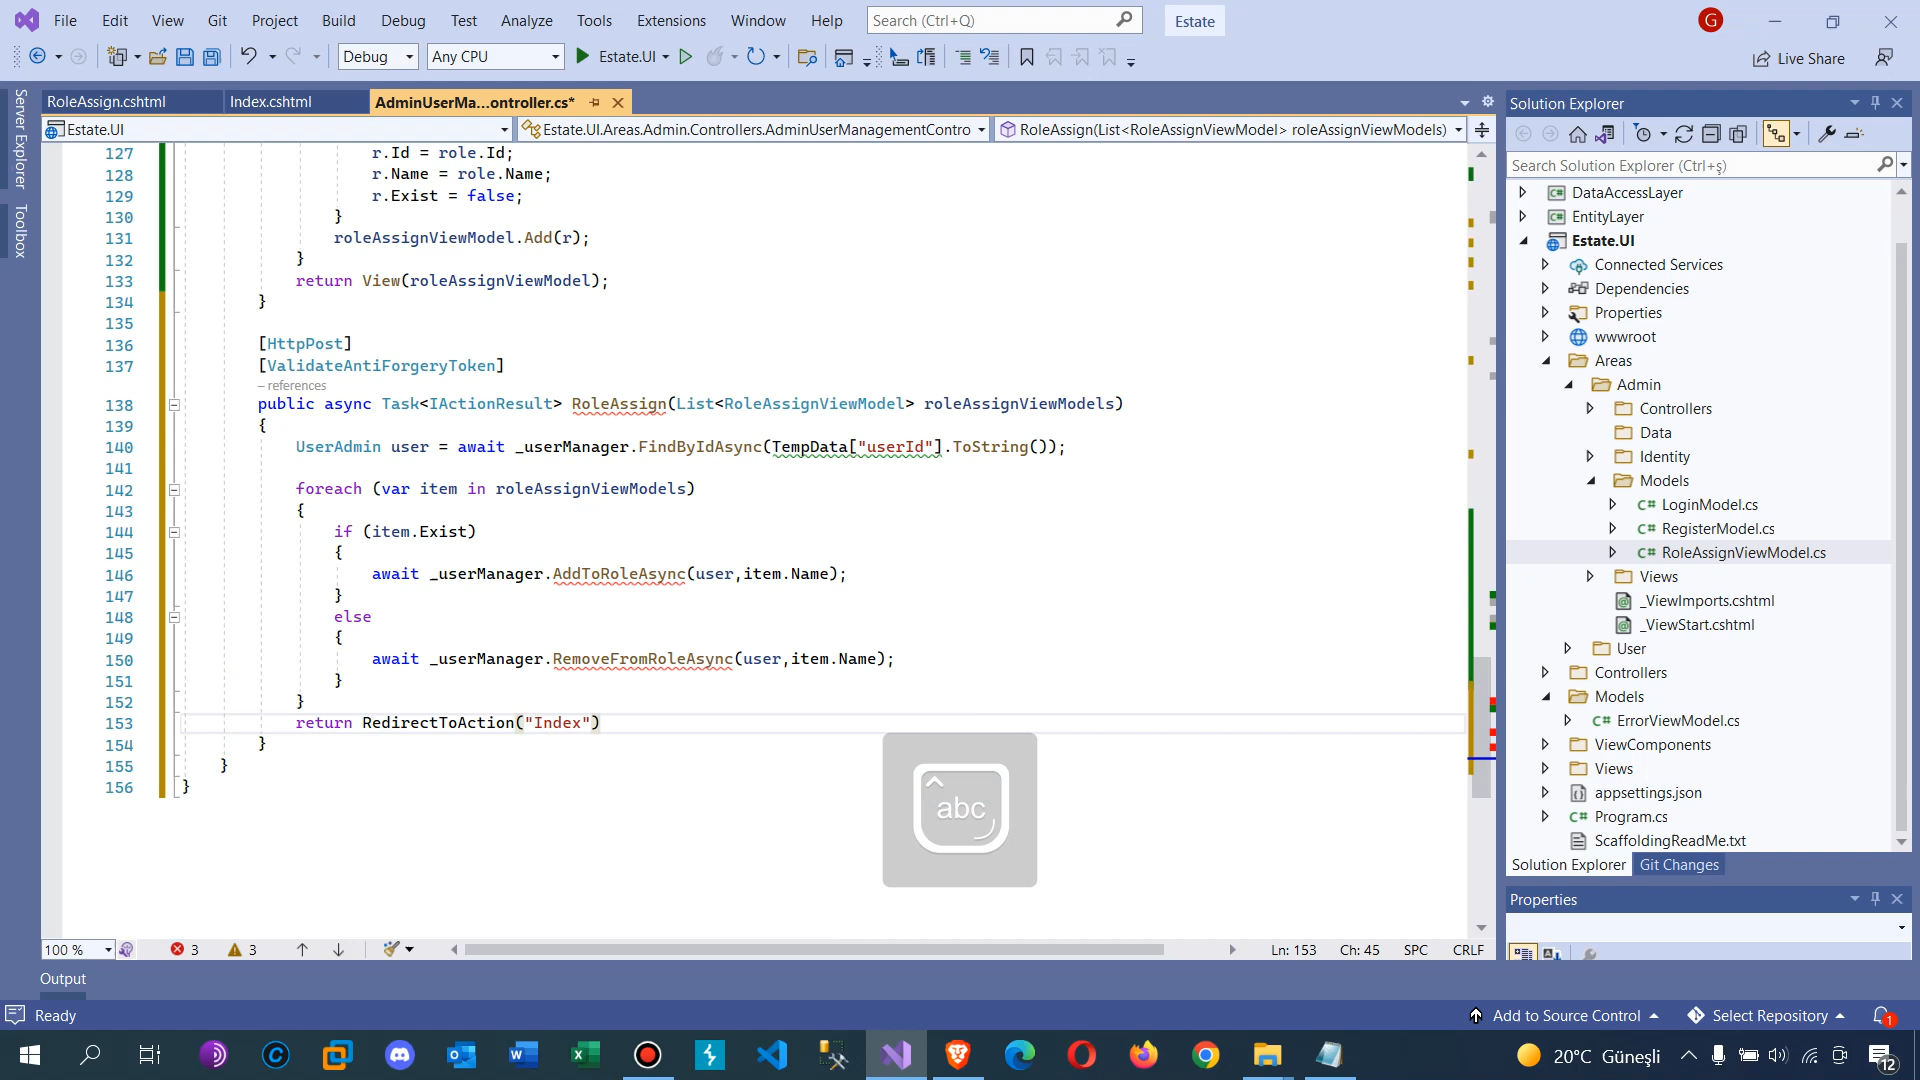 File Edit View Git Project Build Debug Test Analyze Tools Extensions Window Help Search (Ctrl+Q) Estate G
Debug Any CPU Estate.UI Live Share
Server Explorer
Toolbox
RoleAssign.cshtml Index.cshtml AdminUserMa...ontroller.cs*
Estate.UI Estate.UI.Areas.Admin.Controllers.AdminUserManagementContro RoleAssign(List<RoleAssignViewModel> roleAssignViewModels)
127 r.Id = role.Id;
128 r.Name = role.Name;
129 r.Exist = false;
130 }
131 roleAssignViewModel.Add(r);
132 }
133 return View(roleAssignViewModel);
134 }
135
136 [HttpPost]
137 [ValidateAntiForgeryToken]
– references
138 public async Task<IActionResult> RoleAssign(List<RoleAssignViewModel> roleAssignViewModels)
139 {
140 UserAdmin user = await _userManager.FindByIdAsync(TempData["userId"].ToString());
141
142 foreach (var item in roleAssignViewModels)
143 {
144 if (item.Exist)
145 {
146 await _userManager.AddToRoleAsync(user,item.Name);
147 }
148 else
149 {
150 await _userManager.RemoveFromRoleAsync(user,item.Name);
151 }
152 }
153 return RedirectToAction("Index")
154 }
155 }
156 }
abc
100 % 3 3 Ln: 153 Ch: 45 SPC CRLF
Solution Explorer
Search Solution Explorer (Ctrl+ş)
DataAccessLayer
EntityLayer
Estate.UI
Connected Services
Dependencies
Properties
wwwroot
Areas
Admin
Controllers
Data
Identity
Models
C# LoginModel.cs
C# RegisterModel.cs
C# RoleAssignViewModel.cs
Views
_ViewImports.cshtml
_ViewStart.cshtml
User
Controllers
Models
C# ErrorViewModel.cs
ViewComponents
Views
appsettings.json
C# Program.cs
ScaffoldingReadMe.txt
Solution Explorer Git Changes
Properties
Output
Ready Add to Source Control Select Repository 1
20°C Güneşli 12